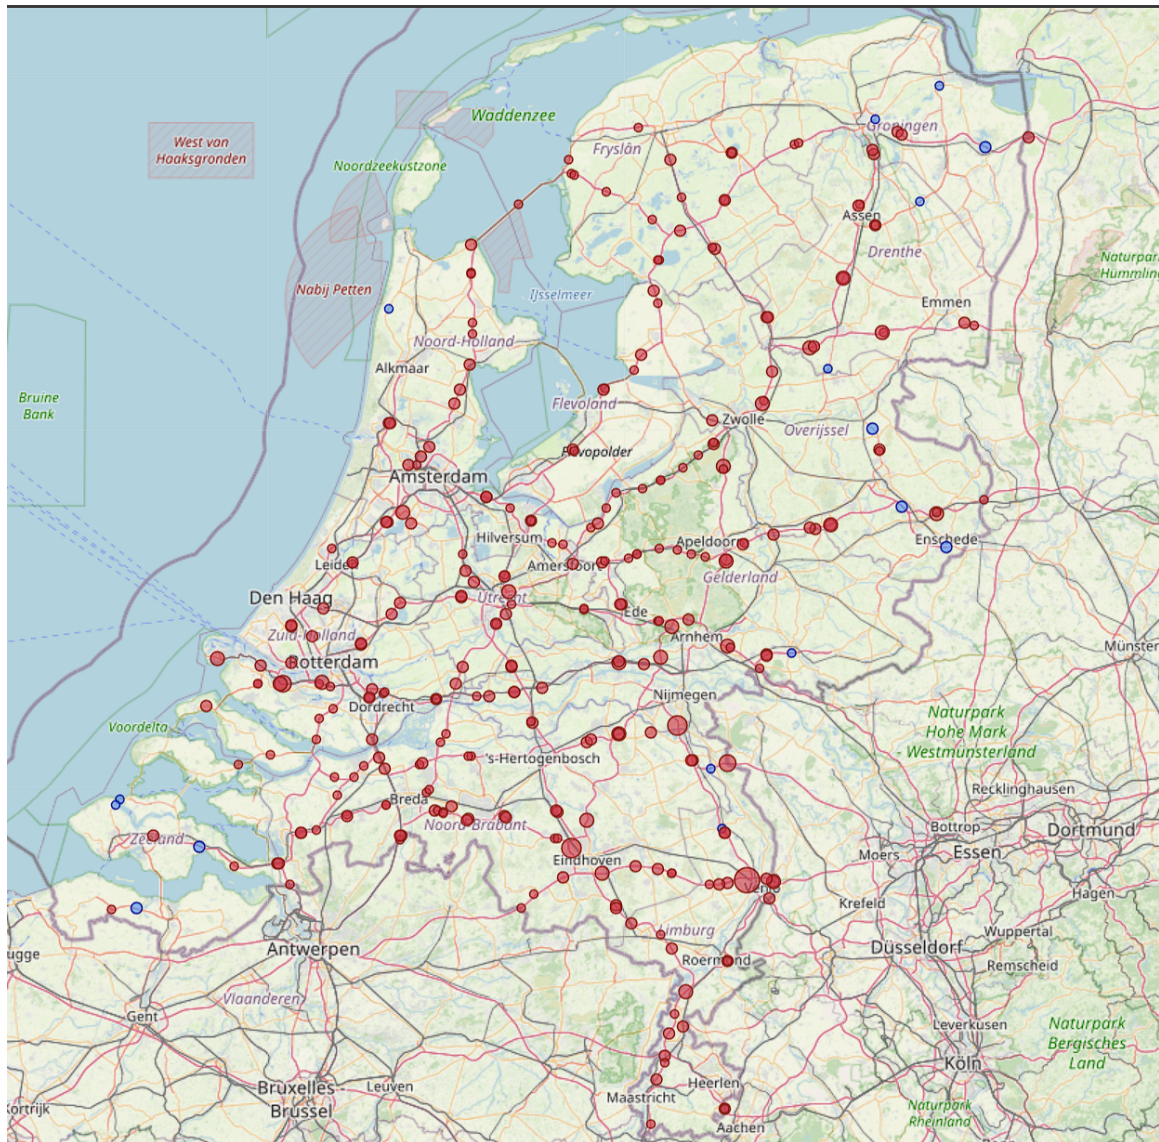 Waddenzee
Groningen
West van
Haaksgronden
Fryslân
Noordzeekustzone
Assen
Drenthe
Naturpark
Hümmling
Nabij Petten
IJsselmeer
Emmen
Noord-Holland
Alkmaar
Bruine
Bank
Flevoland
Zwolle
Overijssel
Flevopolder
Amsterdam
Hilversum
Apeldoorn
Enschede
Leiden
Amersfoort
Gelderland
Den Haag
Utrecht
Ede
Zuid-Holland
Arnhem
Rotterdam
Münster
Nijmegen
Dordrecht
Voordelta
Naturpark
Hohe Mark
- Westmünsterland
's-Hertogenbosch
Recklinghausen
Breda
Zeeland
Noord-Brabant
Bottrop
Dortmund
Moers
Essen
Eindhoven
Venlo
Hagen
Krefeld
Limburg
Wuppertal
Antwerpen
Düsseldorf
ugge
Roermond
Remscheid
Vlaanderen
Gent
Leverkusen
Naturpark
Bergisches
Land
Köln
Bruxelles -
Brüssel
Leuven
Heerlen
Maastricht
Kortrijk
Aachen
Naturpark
Rheinland